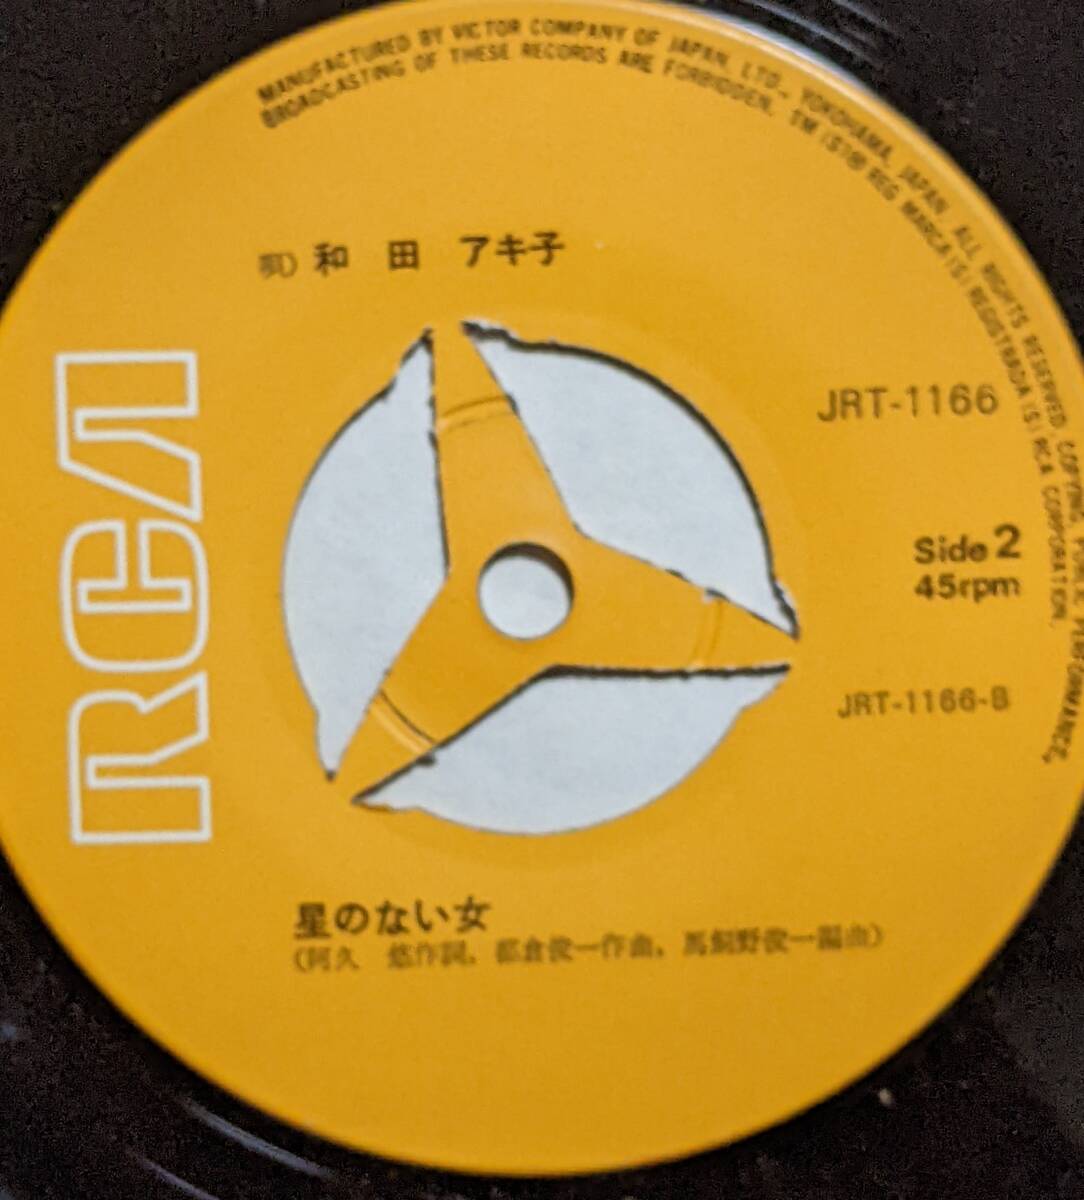 MANUFACTURED BY VICTOR COMPANY OF JAPAN, LTD., YOKOHAMA, JAPAN. ALL RIGHTS RESERVED. COPYING, PUBLIC PERFORMANCE,
BROADCASTING OF THESE RECORDS ARE FORBIDDEN. TM(S)® REG MARCA(S) REGISTRADA(S) RCA CORPORATION.
唄) 和田 アキ子
RCA
JRT-1166
Side 2
45rpm
JRT-1166-B
星のない女
(阿久 悠作詞, 都倉俊一作曲, 馬飼野俊一編曲)